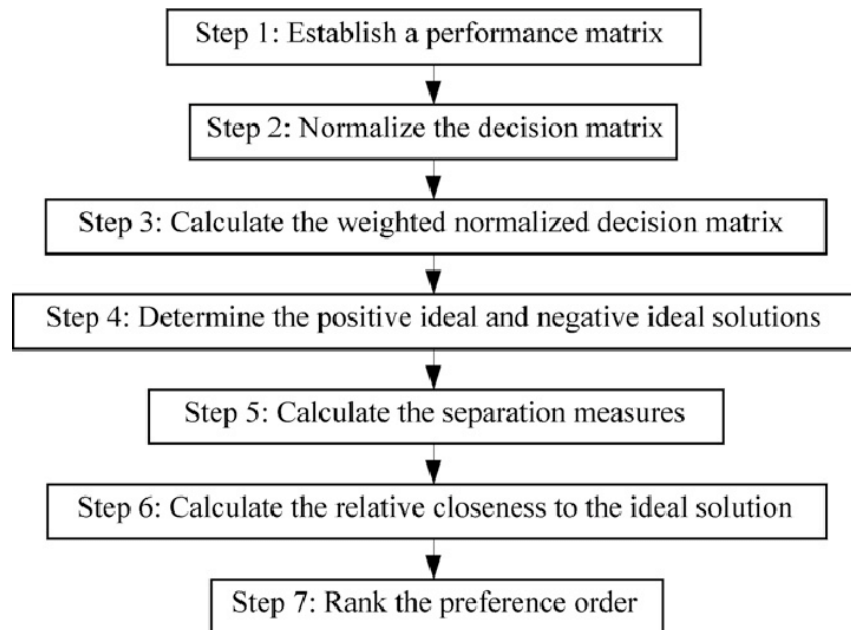 Step 1: Establish a performance matrix
Step 2: Normalize the decision matrix
Step 3: Calculate the weighted normalized decision matrix
Step 4: Determine the positive ideal and negative ideal solutions
Step 5: Calculate the separation measures
Step 6: Calculate the relative closeness to the ideal solution
Step 7: Rank the preference order